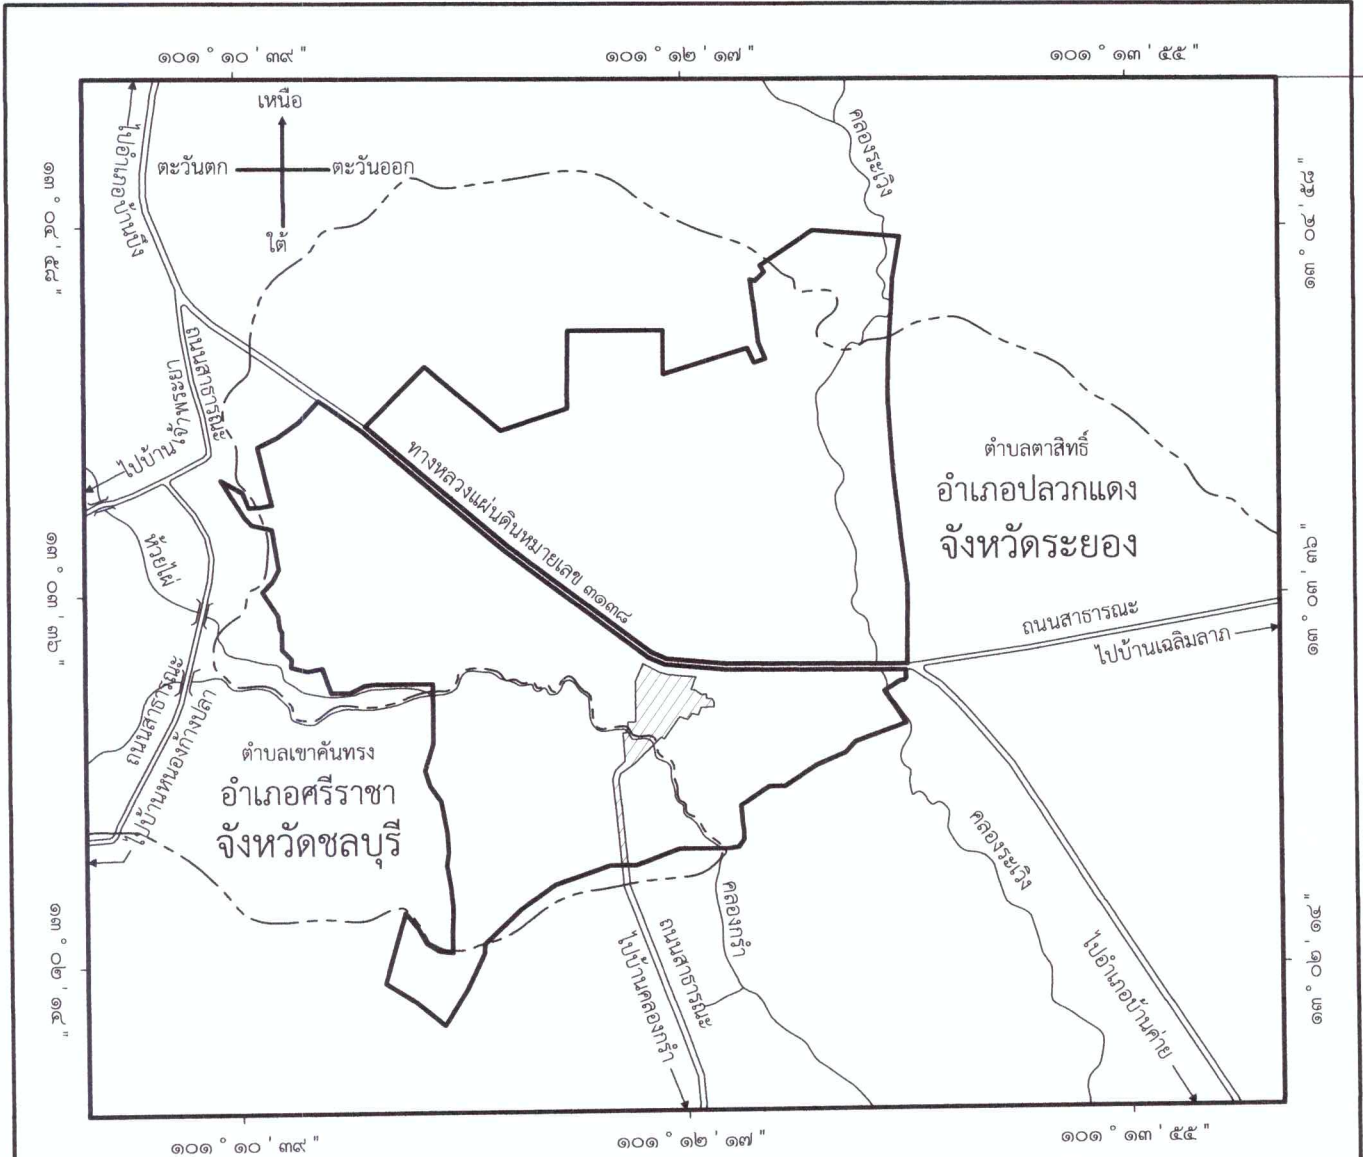 ๑๐๑ ° ๑๐ ' ๓๙ "
๑๐๑ ° ๑๒ ' ๑๗ "
๑๐๑ ° ๑๓ ' ๕๕ "
เหนือ
ตะวันตก
ตะวันออก
ใต้
ไปอำเภอบ้านบึง
คลองระเวิง
๑๓ ° ๐๔ ' ๕๘ "
๑๓ ° ๐๔ ' ๕๘ "
ถนนสาธารณะ
ไปบ้านเจ้าพระยา
ทางหลวงแผ่นดินหมายเลข ๓๑๓๘
ตำบลตาสิทธิ์
อำเภอปลวกแดง
จังหวัดระยอง
ห้วยไผ่
๑๓ ° ๐๓ ' ๓๖ "
๑๓ ° ๐๓ ' ๓๖ "
ถนนสาธารณะ
ไปบ้านเฉลิมลาภ
ถนนสาธารณะ
ไปบ้านหนองก้างปลา
ตำบลเขาคันทรง
อำเภอศรีราชา
จังหวัดชลบุรี
คลองระเวิง
คลองกรำ
ถนนสาธารณะ
ไปบ้านคลองกรำ
ไปอำเภอบ้านค่าย
๑๓ ° ๐๒ ' ๑๔ "
๑๓ ° ๐๒ ' ๑๔ "
๑๐๑ ° ๑๐ ' ๓๙ "
๑๐๑ ° ๑๒ ' ๑๗ "
๑๐๑ ° ๑๓ ' ๕๕ "